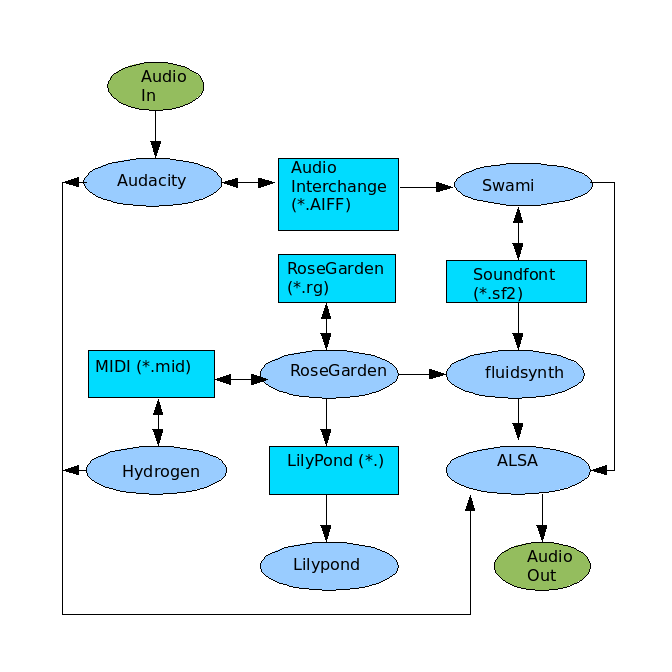 Audio
In
Audacity
Audio
Interchange
(*.AIFF)
Swami
RoseGarden
(*.rg)
Soundfont
(*.sf2)
MIDI (*.mid)
RoseGarden
fluidsynth
Hydrogen
LilyPond (*.)
ALSA
Lilypond
Audio
Out